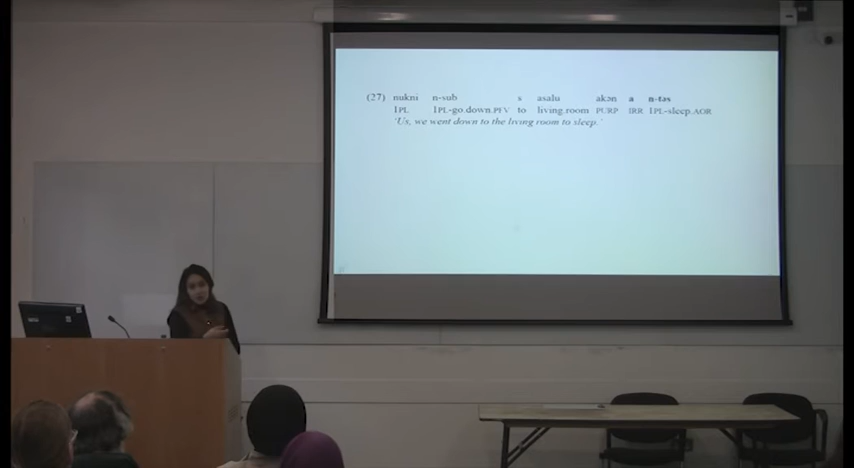 (27) nukni n-sub s asalu akən a n-ṭəs
1PL 1PL-go.down.PFV to living.room PURP IRR 1PL-sleep.AOR
'Us, we went down to the living room to sleep.'